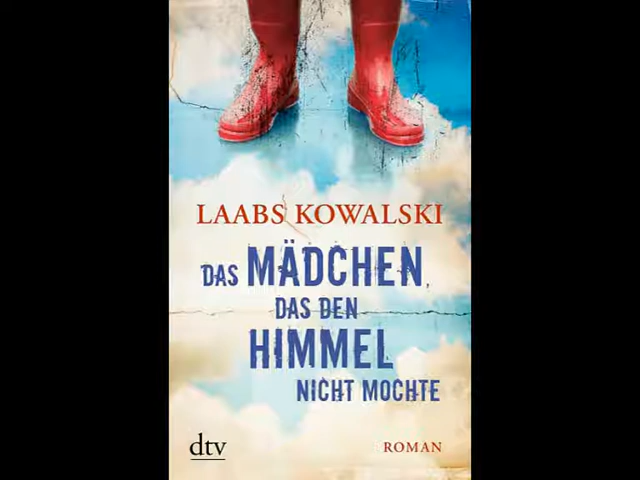 LAABS KOWALSKI
DAS MÄDCHEN,
DAS DEN
HIMMEL
NICHT MOCHTE
dtv
ROMAN